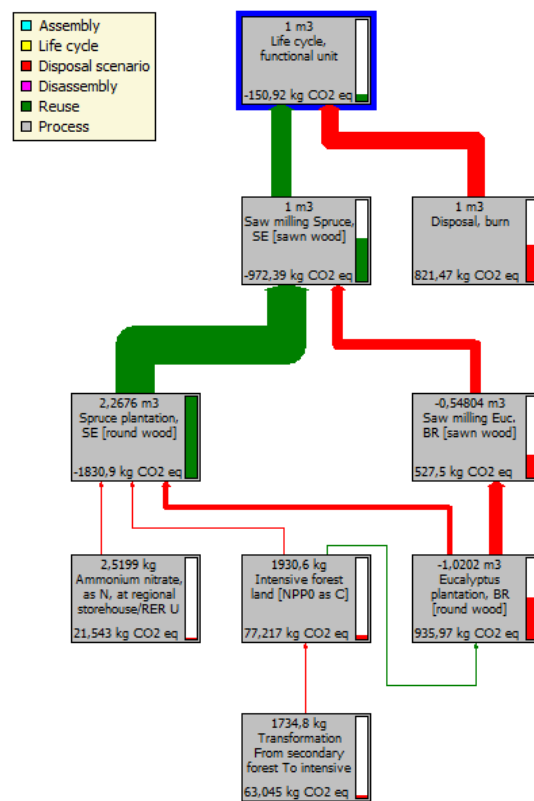 Assembly
Life cycle
Disposal scenario
Disassembly
Reuse
Process
1 m3
Life cycle,
functional unit
-150,92 kg CO2 eq
1 m3
Saw milling Spruce,
SE [sawn wood]
-972,39 kg CO2 eq
1 m3
Disposal, burn
821,47 kg CO2 eq
2,2676 m3
Spruce plantation,
SE [round wood]
-1830,9 kg CO2 eq
-0,54804 m3
Saw milling Euc.
BR [sawn wood]
527,5 kg CO2 eq
2,5199 kg
Ammonium nitrate,
as N, at regional
storehouse/RER U
21,543 kg CO2 eq
1930,6 kg
Intensive forest
land [NPP0 as C]
77,217 kg CO2 eq
-1,0202 m3
Eucalyptus
plantation, BR
[round wood]
935,97 kg CO2 eq
1734,8 kg
Transformation
From secondary
forest To intensive
63,045 kg CO2 eq